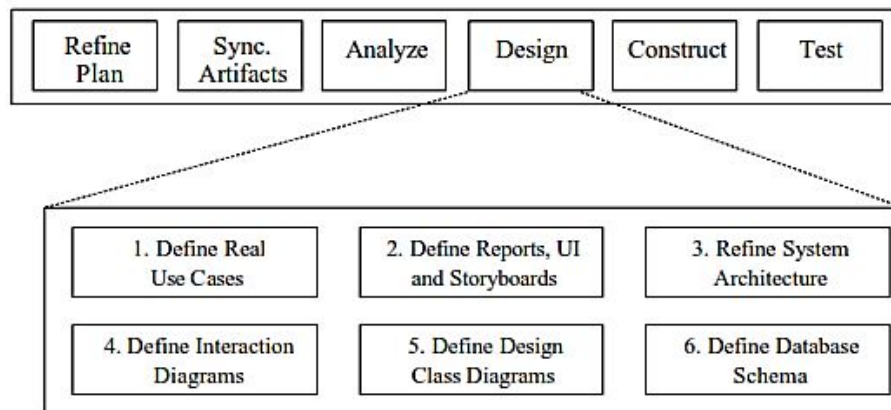 Refine
Plan
Sync.
Artifacts
Analyze
Design
Construct
Test
1. Define Real
Use Cases
2. Define Reports, UI
and Storyboards
3. Refine System
Architecture
4. Define Interaction
Diagrams
5. Define Design
Class Diagrams
6. Define Database
Schema